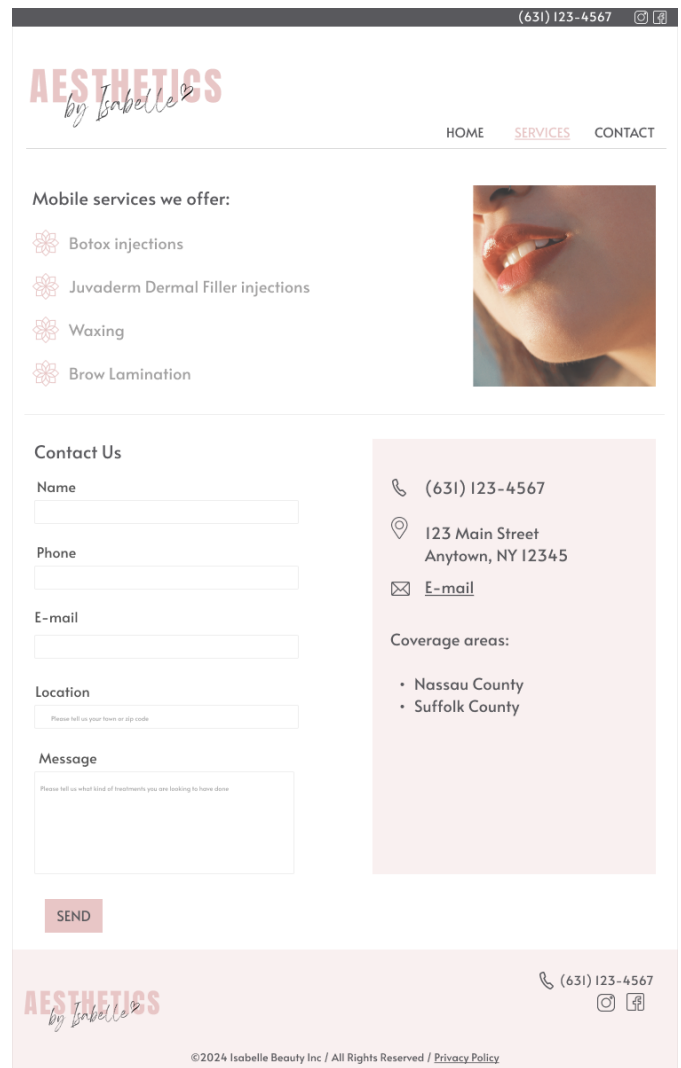 (631) 123-4567
AESTHETICS
by Isabelle
HOME SERVICES CONTACT
Mobile services we offer:
Botox injections
Juvaderm Dermal Filler injections
Waxing
Brow Lamination
Contact Us
Name
Phone
E-mail
Location
Please tell us your town or zip code
Message
Please tell us what kind of treatments you are looking to have done
SEND
(631) 123-4567
123 Main Street
Anytown, NY 12345
E-mail
Coverage areas:
• Nassau County
• Suffolk County
AESTHETICS
by Isabelle
(631) 123-4567
©2024 Isabelle Beauty Inc / All Rights Reserved / Privacy Policy